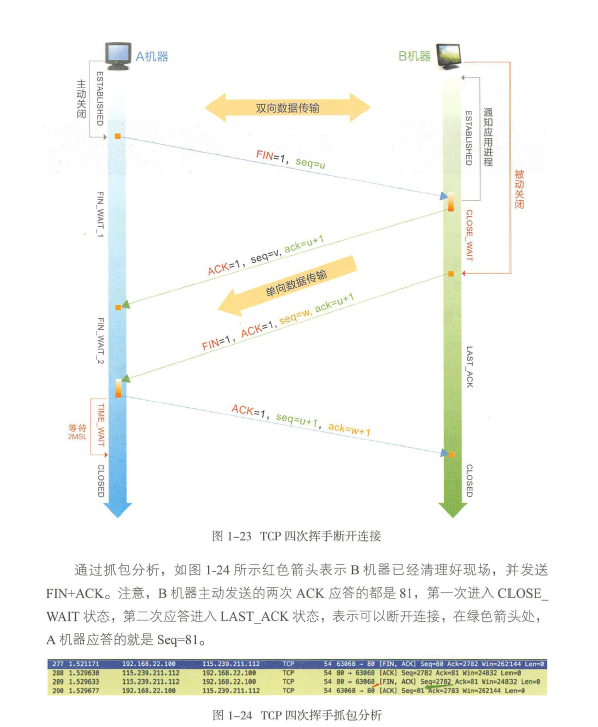 A机器
B机器
主动关闭
ESTABLISHED
双向数据传输
ESTABLISHED
通知应用进程
被动关闭
FIN=1, seq=u
FIN_WAIT_1
CLOSE_WAIT
ACK=1, seq=v, ack=u+1
单向数据传输
FIN=1, ACK=1, seq=w, ack=u+1
FIN_WAIT_2
LAST_ACK
ACK=1, seq=u+1, ack=w+1
等待
2MSL
TIME_WAIT
CLOSED
CLOSED
图 1-23 TCP 四次挥手断开连接
通过抓包分析，如图 1-24 所示红色箭头表示 B 机器已经清理好现场，并发送
FIN+ACK。注意，B 机器主动发送的两次 ACK 应答的都是 81，第一次进入 CLOSE_
WAIT 状态，第二次应答进入 LAST_ACK 状态，表示可以断开连接，在绿色箭头处，
A 机器应答的就是 Seq=81。
277 1.521171 192.168.22.100 115.239.211.112 TCP 54 63068 → 80 [FIN, ACK] Seq=80 Ack=2782 Win=262144 Len=0
288 1.529630 115.239.211.112 192.168.22.100 TCP 54 80 → 63068 [ACK] Seq=2782 Ack=81 Win=24832 Len=0
289 1.529633 115.239.211.112 192.168.22.100 TCP 54 80 → 63068 [FIN, ACK] Seq=2782 Ack=81 Win=24832 Len=0
290 1.529677 192.168.22.100 115.239.211.112 TCP 54 63068 → 80 [ACK] Seq=81 Ack=2783 Win=262144 Len=0
图 1-24 TCP 四次挥手抓包分析